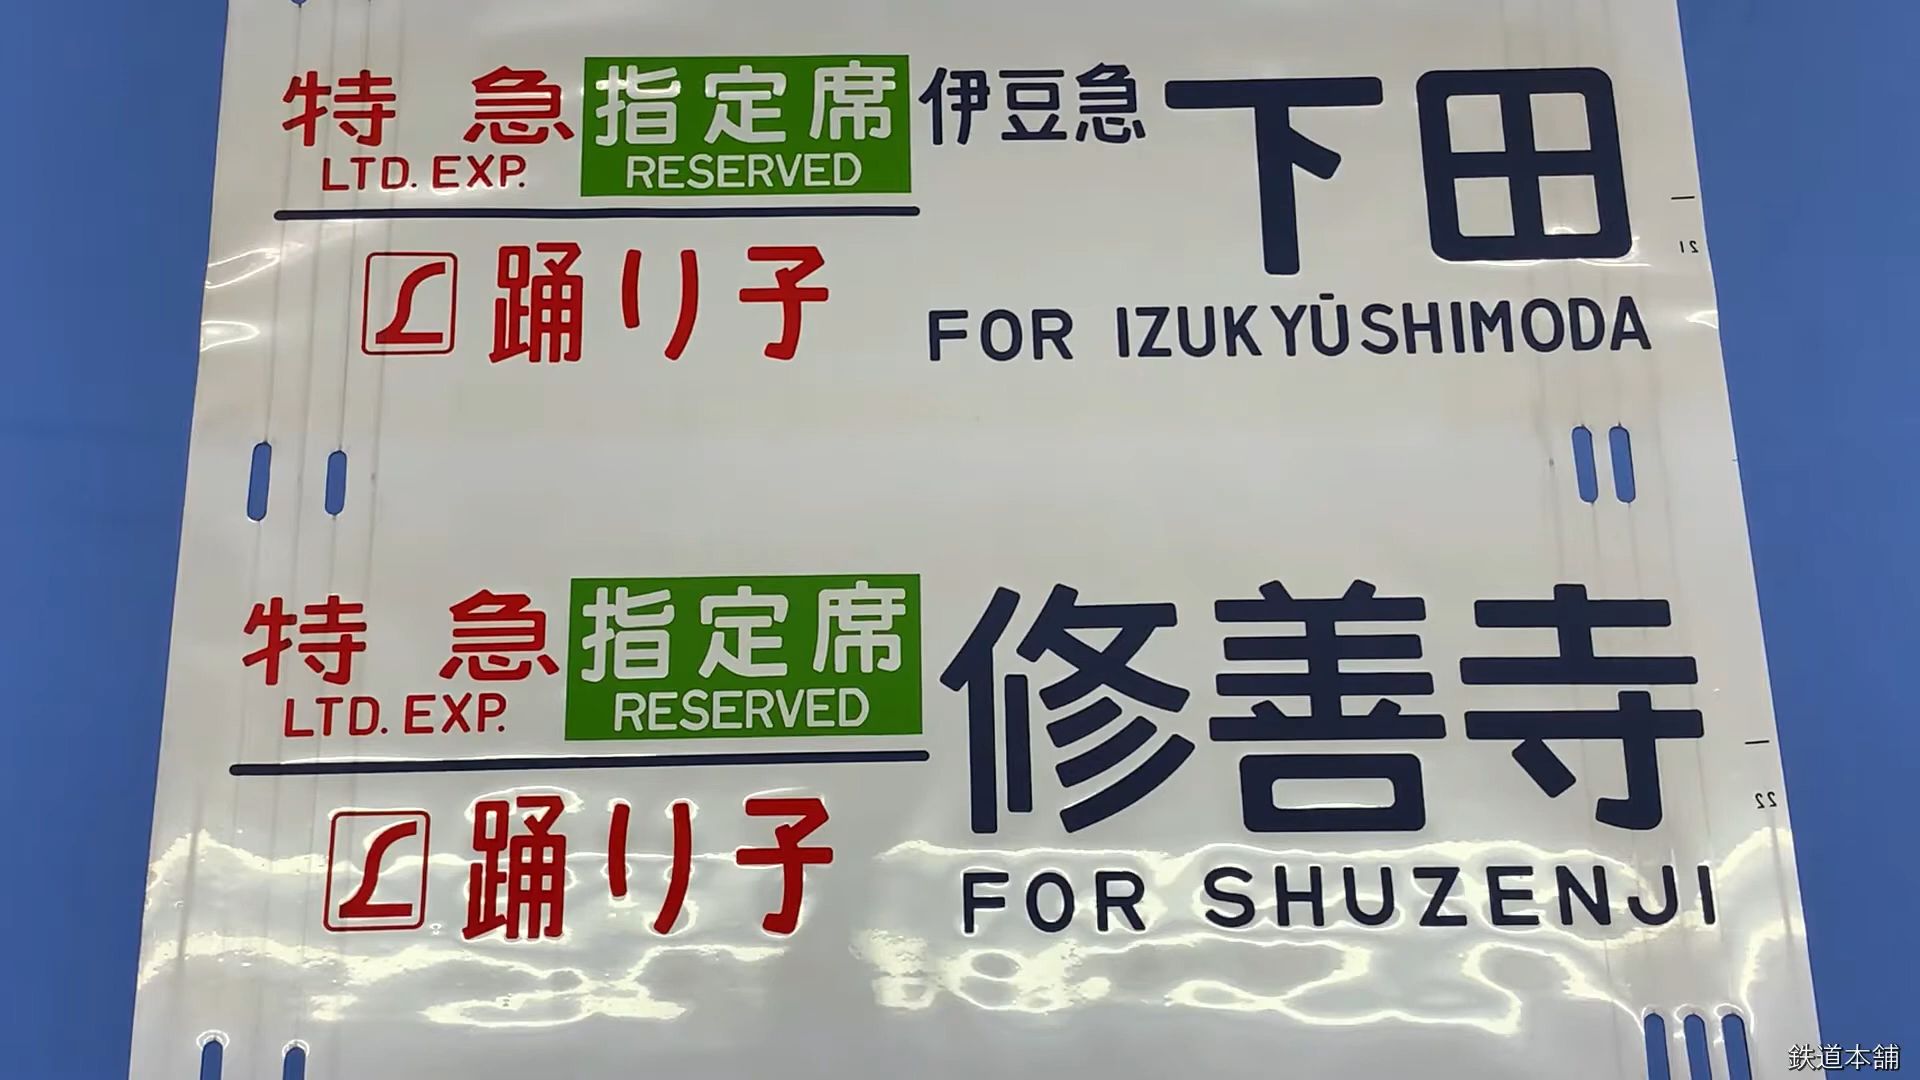 特急 指定席 伊豆急 下田
LTD. EXP. RESERVED
踊り子
FOR IZUKYŪSHIMODA
21
特急 指定席 修善寺
LTD. EXP. RESERVED
踊り子
FOR SHUZENJI
22
鉄道本舗